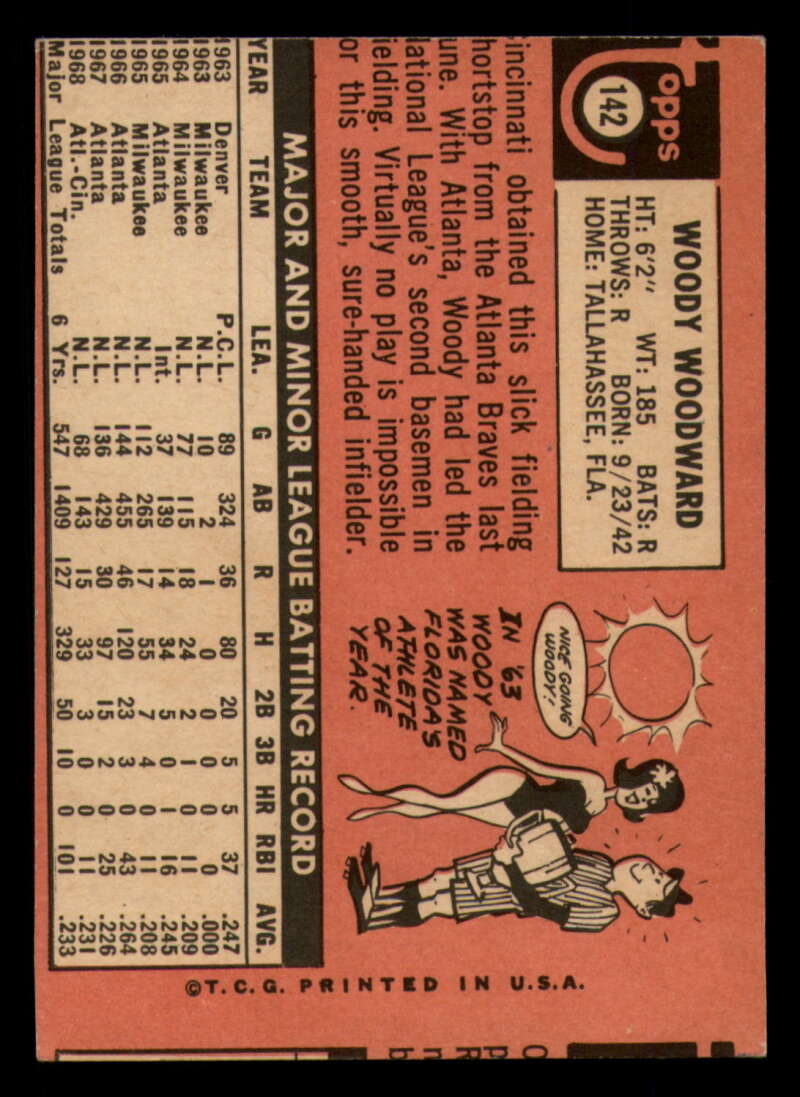 Topps
142
WOODY WOODWARD
HT: 6'2" WT: 185 BATS: R
THROWS: R BORN: 9/23/42
HOME: TALLAHASSEE, FLA.
incinnati obtained this slick fielding
hortstop from the Atlanta Braves last
une. With Atlanta, Woody had led the
ational League's second basemen in
ielding. Virtually no play is impossible
or this smooth, sure-handed infielder.
NICE GOING
WOODY!
IN '63
WOODY
WAS NAMED
FLORIDA'S
ATHLETE
OF THE
YEAR.
MAJOR AND MINOR LEAGUE BATTING RECORD
YEAR TEAM LEA. G AB R H 2B 3B HR RBI AVG.
1963 Denver P.C.L. 89 324 36 80 20 5 5 37 .247
1963 Milwaukee N.L. 10 2 1 0 0 0 0 0 .000
1964 Milwaukee N.L. 77 115 18 24 2 1 0 11 .209
1965 Atlanta Int. 37 139 14 34 5 0 1 16 .245
1965 Milwaukee N.L. 112 265 17 55 7 4 0 11 .208
1966 Atlanta N.L. 144 455 46 120 23 3 0 43 .264
1967 Atlanta N.L. 136 429 30 97 15 2 0 25 .226
1968 Atl.-Cin. N.L. 68 143 15 33 3 0 0 11 .231
Major League Totals 6 Yrs. 547 1409 127 329 50 10 0 101 .233
©T.C.G. PRINTED IN U.S.A.